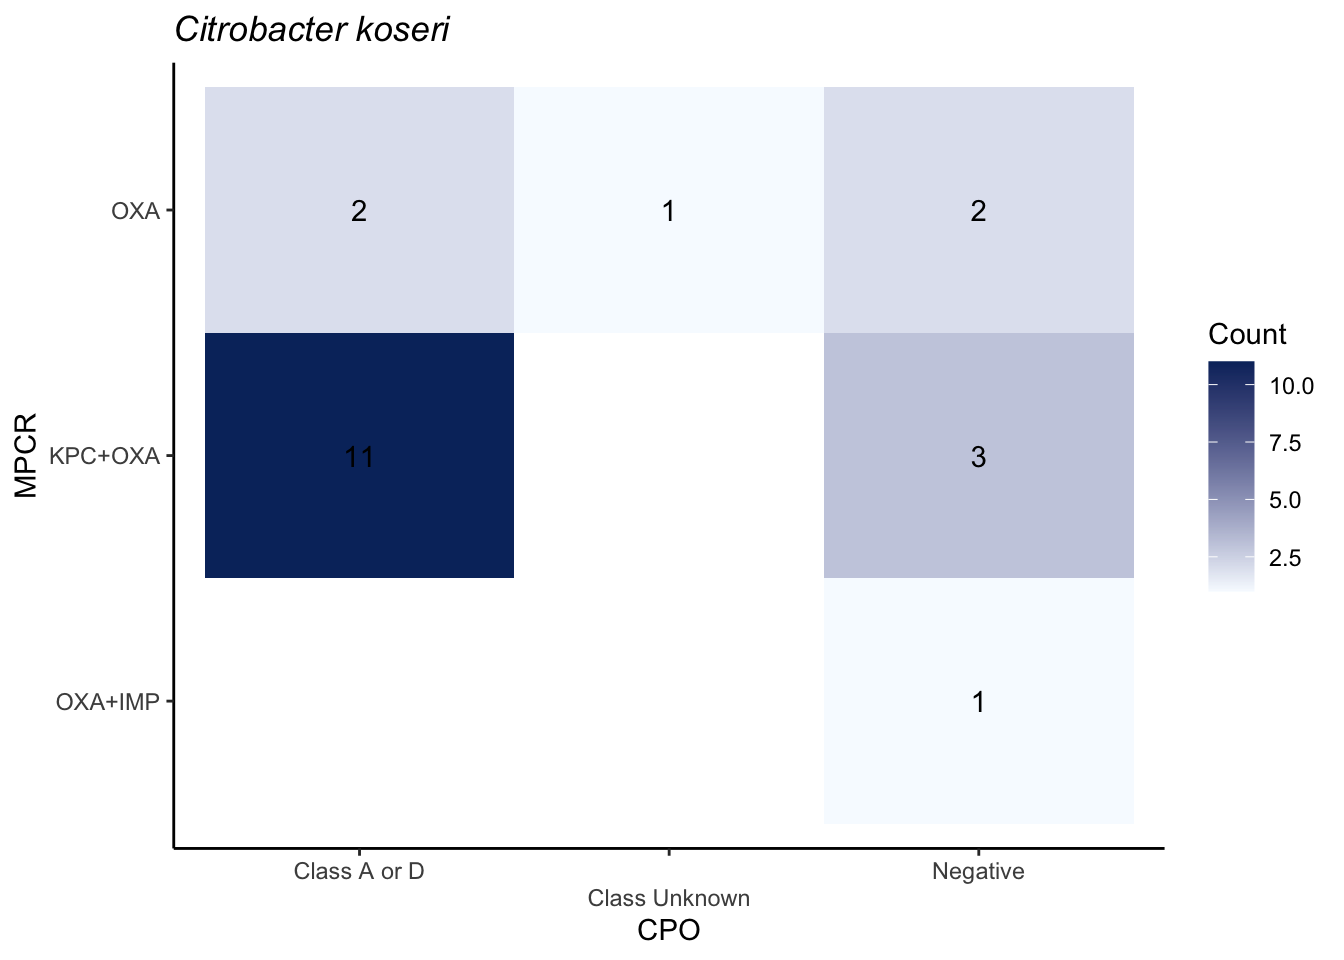 Citrobacter koseri
MPCR
OXA
2
1
2
KPC+OXA
11
3
OXA+IMP
1
Class A or D
Class Unknown
Negative
CPO
Count
10.0
7.5
5.0
2.5